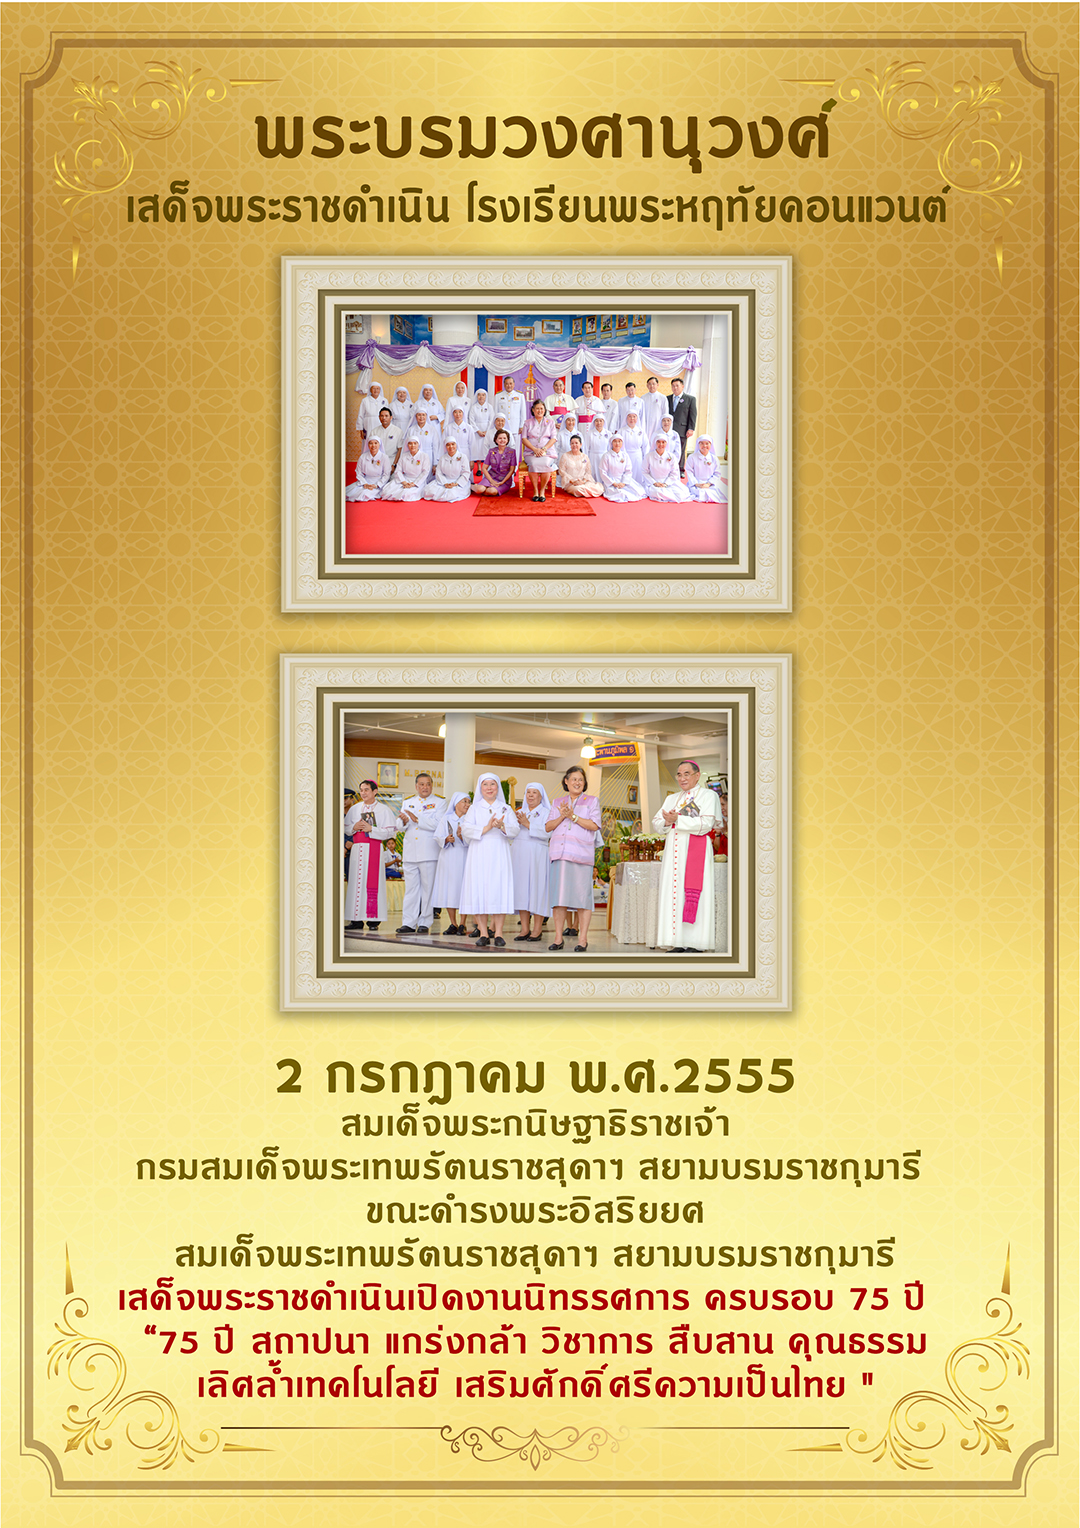 พระบรมวงศานุวงศ์
เสด็จพระราชดำเนิน โรงเรียนพระหฤทัยคอนแวนต์
2 กรกฎาคม พ.ศ.2555
สมเด็จพระกนิษฐาธิราชเจ้า
กรมสมเด็จพระเทพรัตนราชสุดาฯ สยามบรมราชกุมารี
ขณะดำรงพระอิสริยยศ
สมเด็จพระเทพรัตนราชสุดาฯ สยามบรมราชกุมารี
เสด็จพระราชดำเนินเปิดงานนิทรรศการ ครบรอบ 75 ปี
“75 ปี สถาปนา แกร่งกล้า วิชาการ สืบสาน คุณธรรม
เลิศล้ำเทคโนโลยี เสริมศักดิ์ศรีความเป็นไทย "